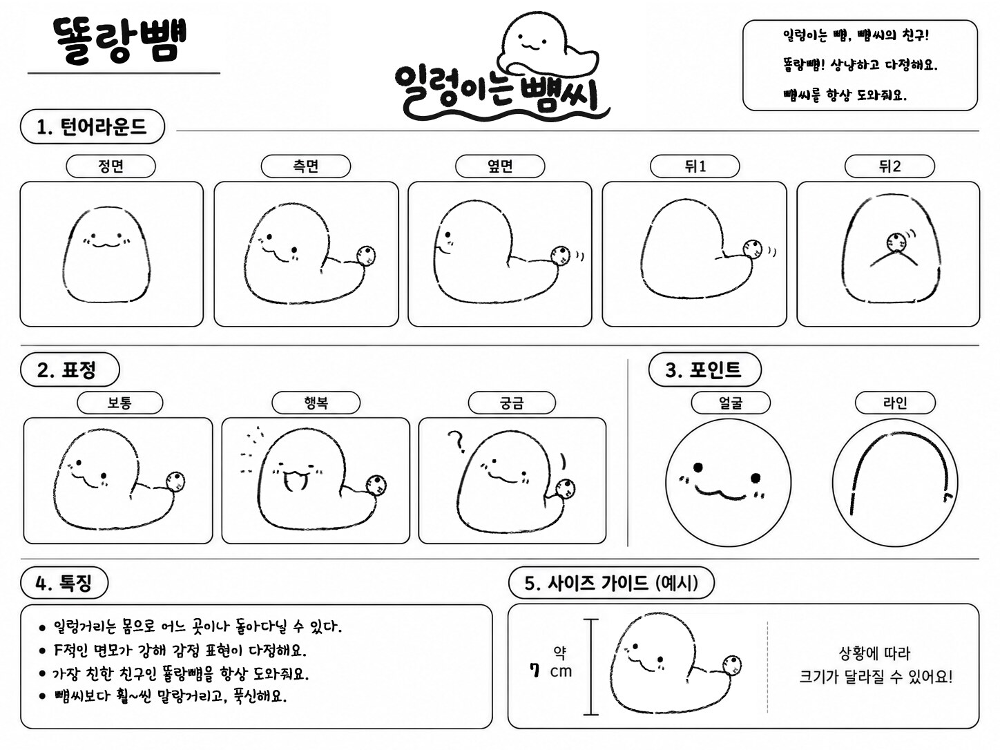 똘랑뺌
일렁이는 뺌씨
일렁이는 뺌, 뺌씨의 친구!
똘랑뺌! 상냥하고 다정해요.
뺌씨를 항상 도와줘요.
1. 턴어라운드
정면
측면
옆면
뒤1
뒤2
2. 표정
보통
행복
궁금
?
3. 포인트
얼굴
라인
4. 특징
• 일렁거리는 몸으로 어느 곳이나 돌아다닐 수 있다.
• F적인 면모가 강해 감정 표현이 다정해요.
• 가장 친한 친구인 똘랑뺌을 항상 도와줘요.
• 뺌씨보다 훨~씬 말랑거리고, 푹신해요.
5. 사이즈 가이드 (예시)
약
7 cm
상황에 따라
크기가 달라질 수 있어요!